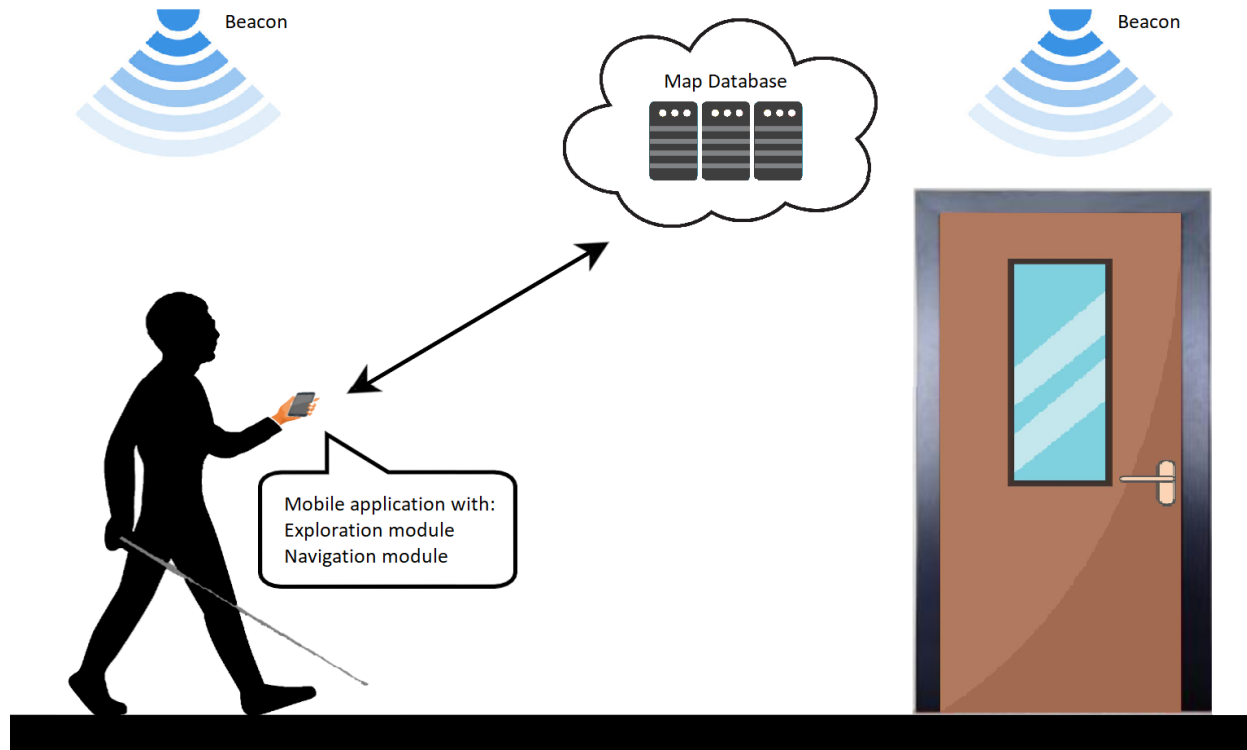 Beacon
Map Database
Beacon
Mobile application with:
Exploration module
Navigation module